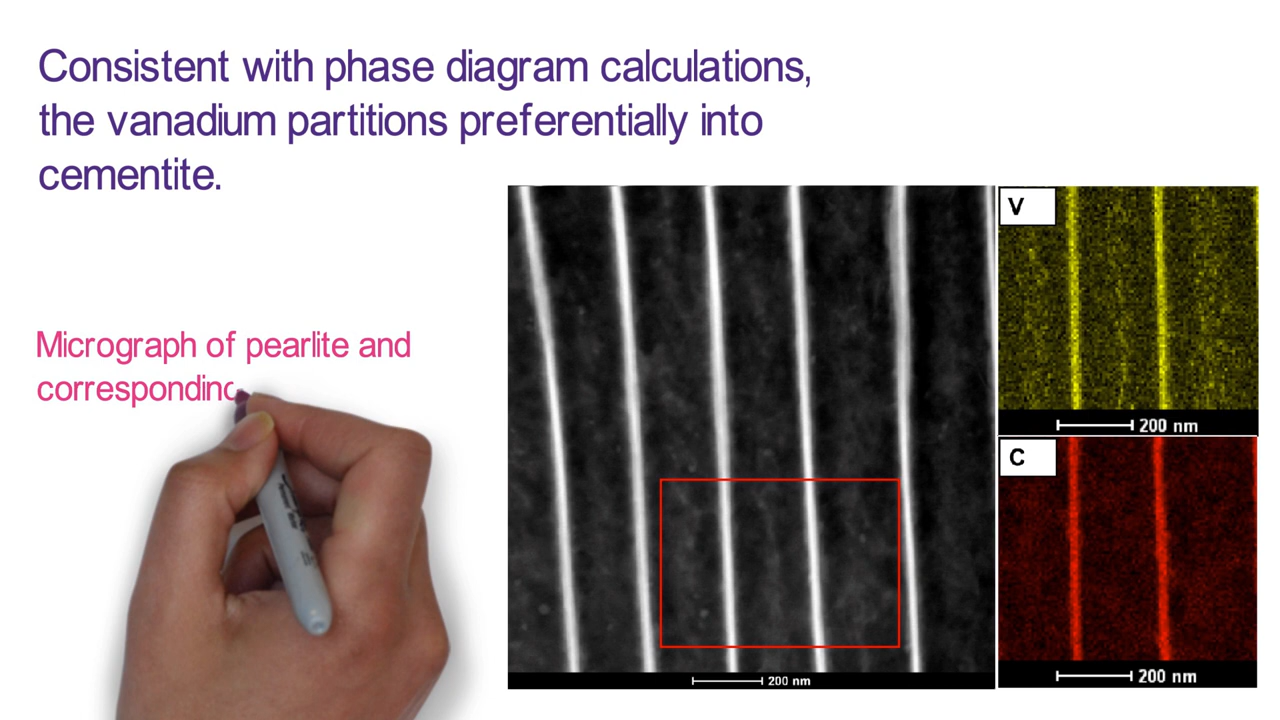 Consistent with phase diagram calculations,
the vanadium partitions preferentially into
cementite.
Micrograph of pearlite and
corresponding
V
200 nm
C
200 nm
200 nm